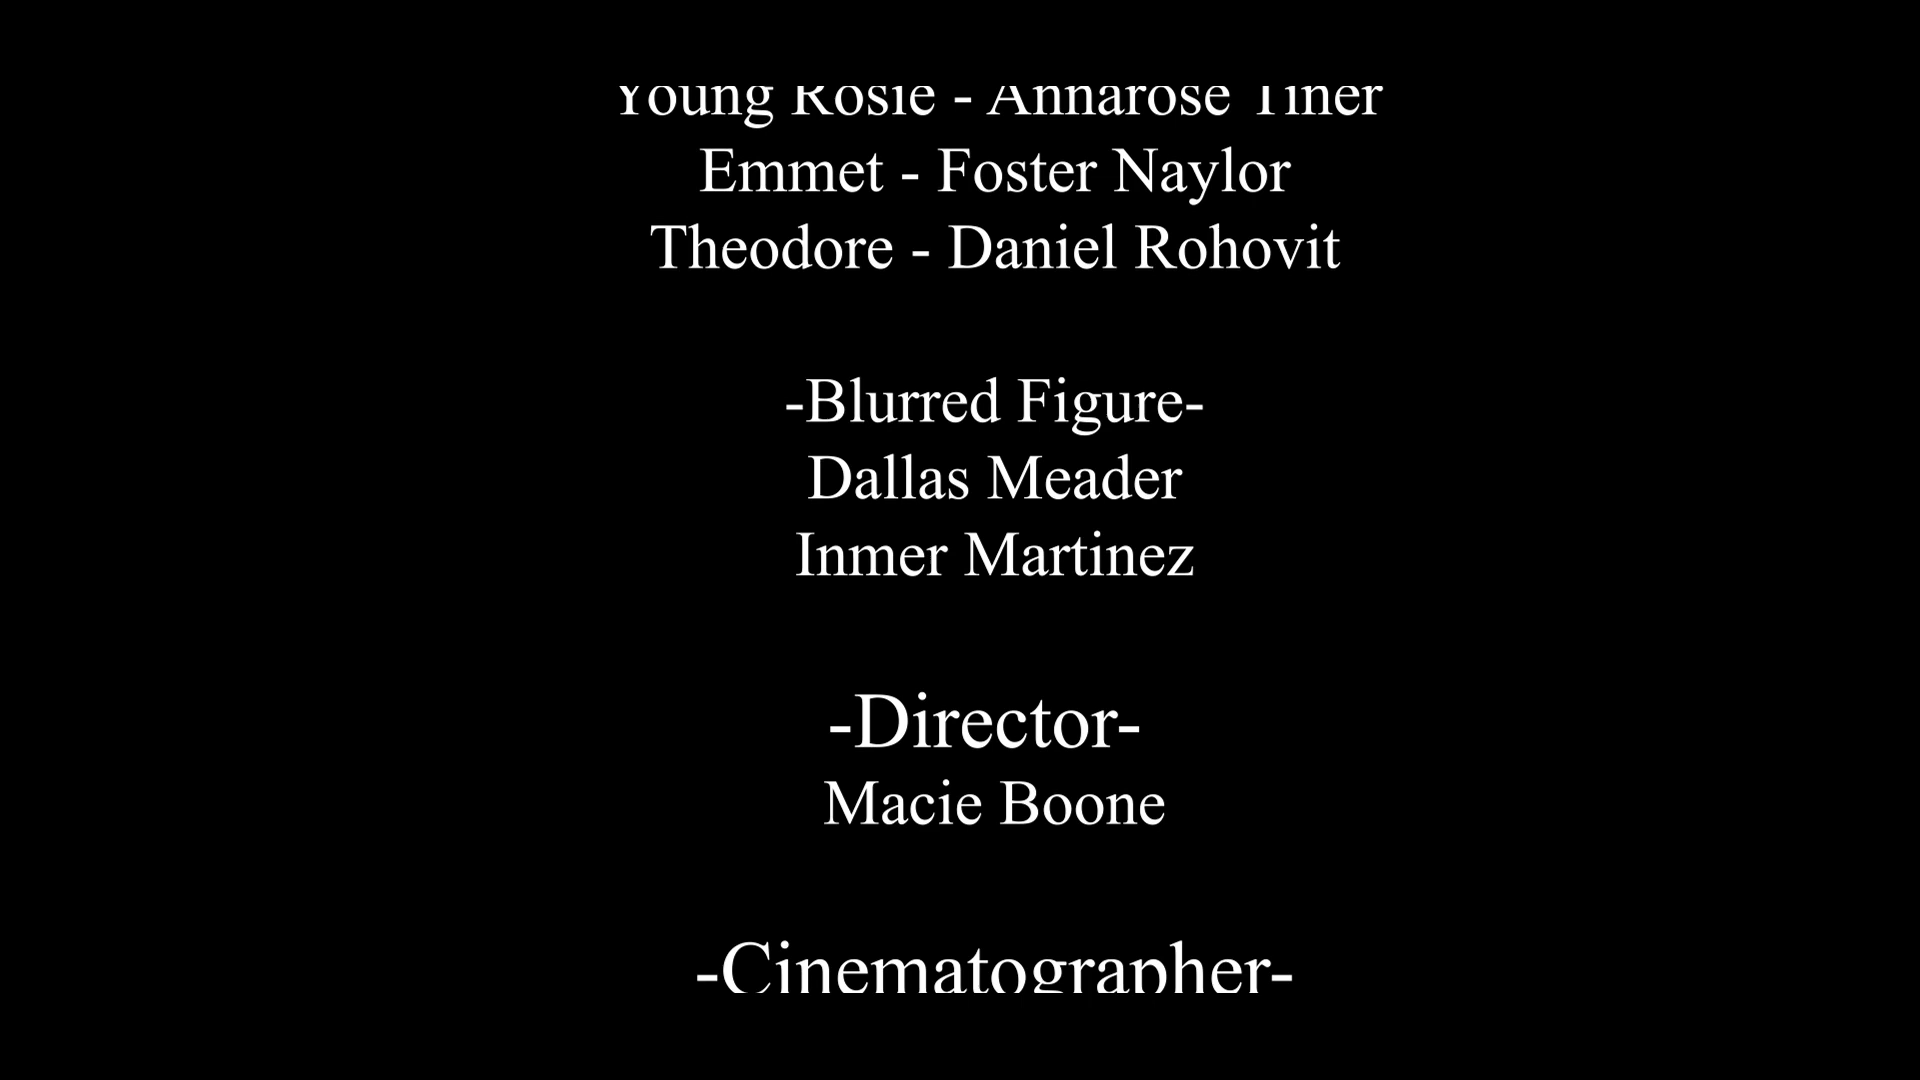 Young Rosie - Annarose Tiner
Emmet - Foster Naylor
Theodore - Daniel Rohovit
-Blurred Figure-
Dallas Meader
Inmer Martinez
-Director-
Macie Boone
-Cinematographer-